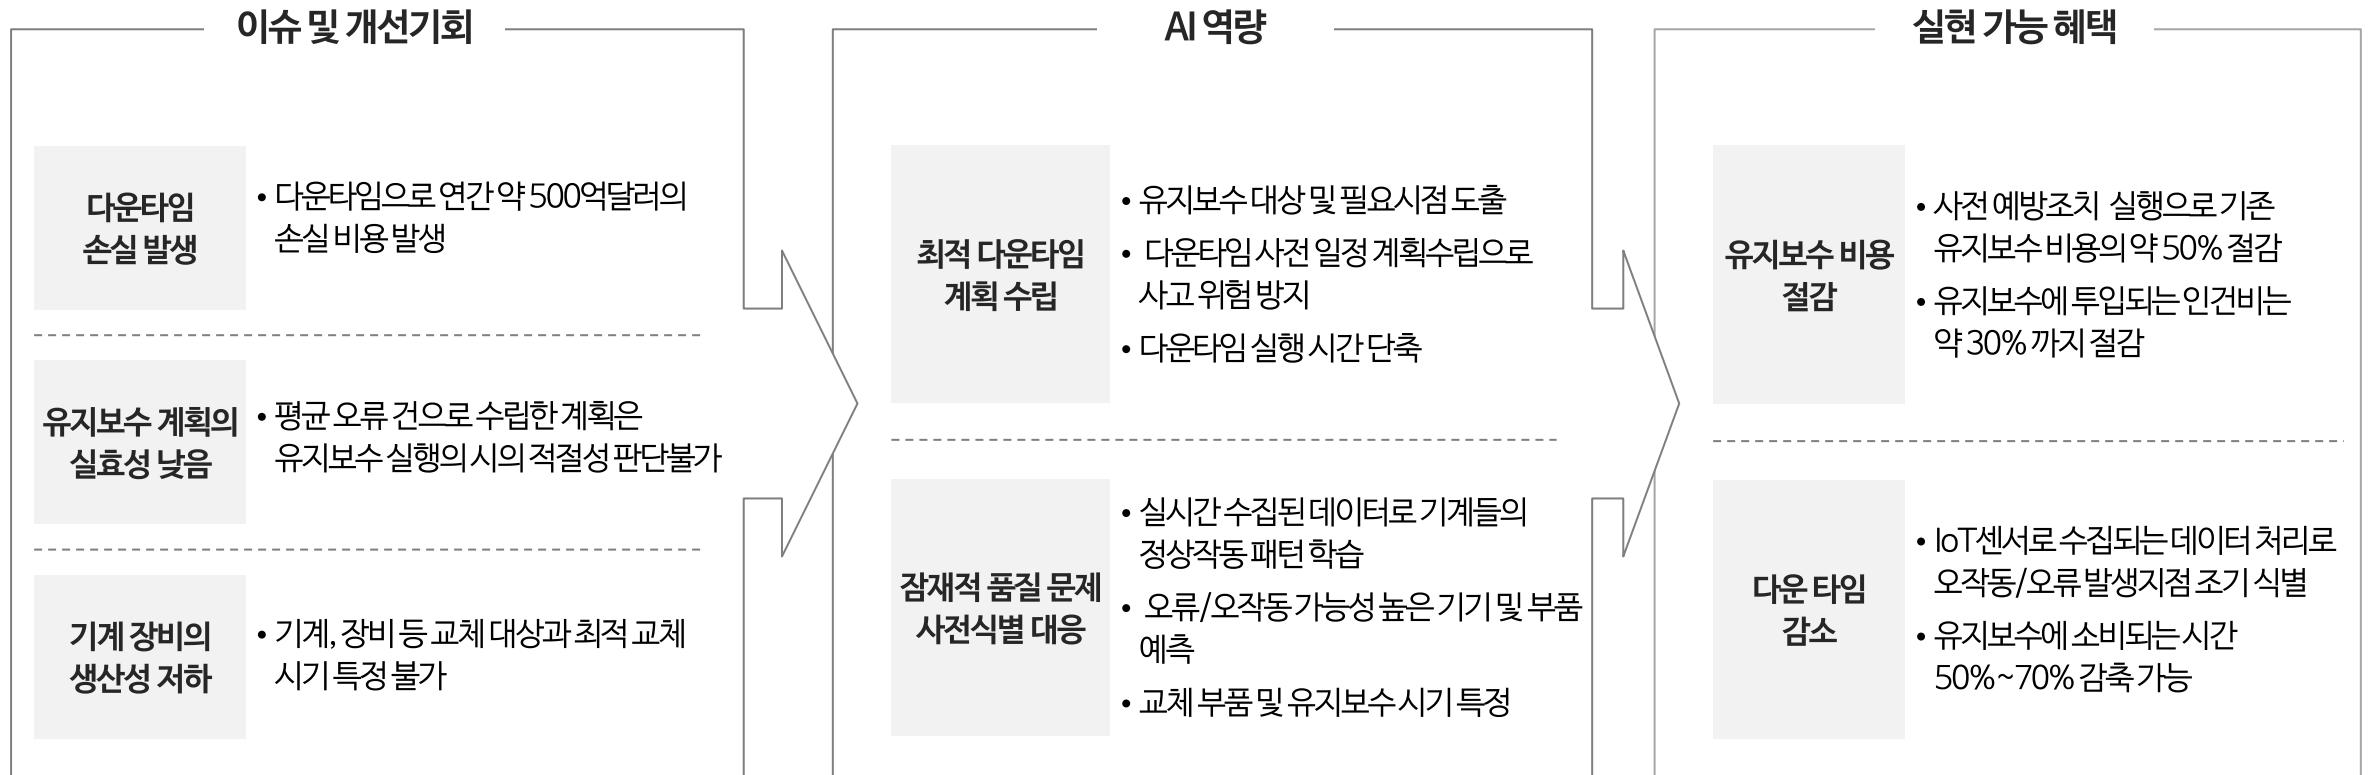 이슈 및 개선기회
다운타임
손실 발생
• 다운타임으로 연간 약 500억달러의
손실 비용 발생
유지보수 계획의
실효성 낮음
• 평균 오류 건으로 수립한 계획은
유지보수 실행의 시의 적절성 판단불가
기계 장비의
생산성 저하
• 기계, 장비 등 교체 대상과 최적 교체
시기 특정 불가
AI 역량
최적 다운타임
계획 수립
• 유지보수 대상 및 필요시점 도출
• 다운타임 사전 일정 계획수립으로
사고 위험 방지
• 다운타임 실행 시간 단축
잠재적 품질 문제
사전식별 대응
• 실시간 수집된 데이터로 기계들의
정상작동 패턴 학습
• 오류/오작동 가능성 높은 기기 및 부품
예측
• 교체 부품 및 유지보수 시기 특정
실현 가능 혜택
유지보수 비용
절감
• 사전 예방조치 실행으로 기존
유지보수 비용의 약 50% 절감
• 유지보수에 투입되는 인건비는
약 30% 까지 절감
다운 타임
감소
• IoT센서로 수집되는 데이터 처리로
오작동/오류 발생지점 조기 식별
• 유지보수에 소비되는 시간
50%~70% 감축 가능